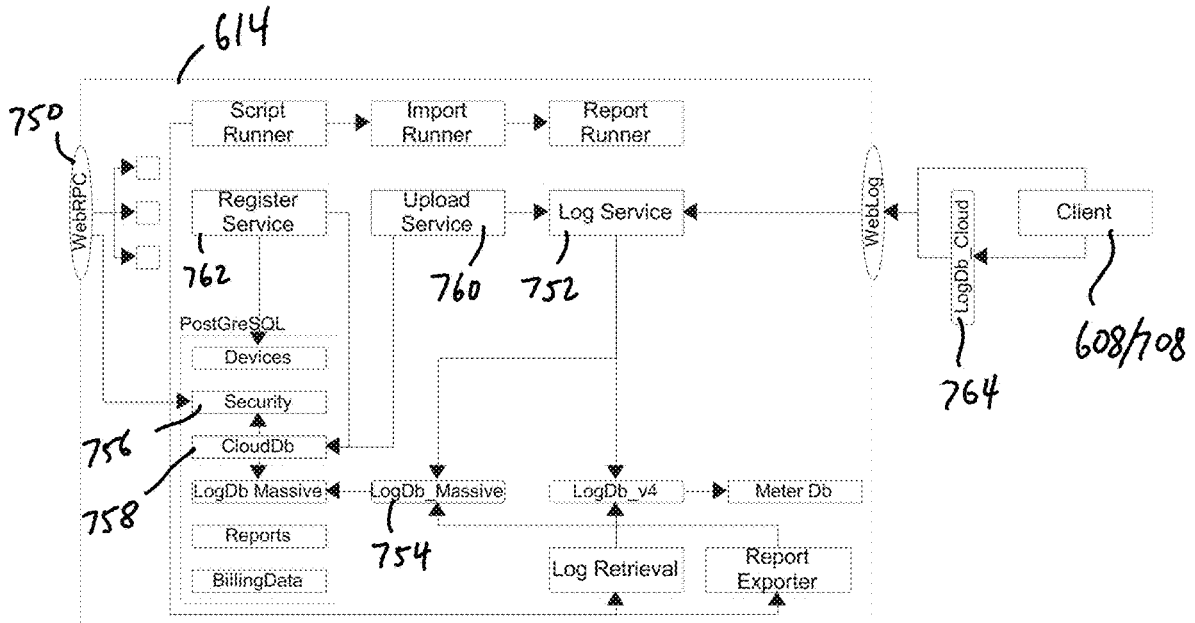 614
750
Script
Runner
Import
Runner
Report
Runner
WebRPC
Register
Service
Upload
Service
Log Service
WebLog
LogDb_Cloud
Client
762
760
752
608/708
764
PostGreSQL
Devices
Security
756
CloudDb
758
LogDb Massive
LogDb_Massive
LogDb_v4
Meter Db
754
Reports
BillingData
Log Retrieval
Report
Exporter